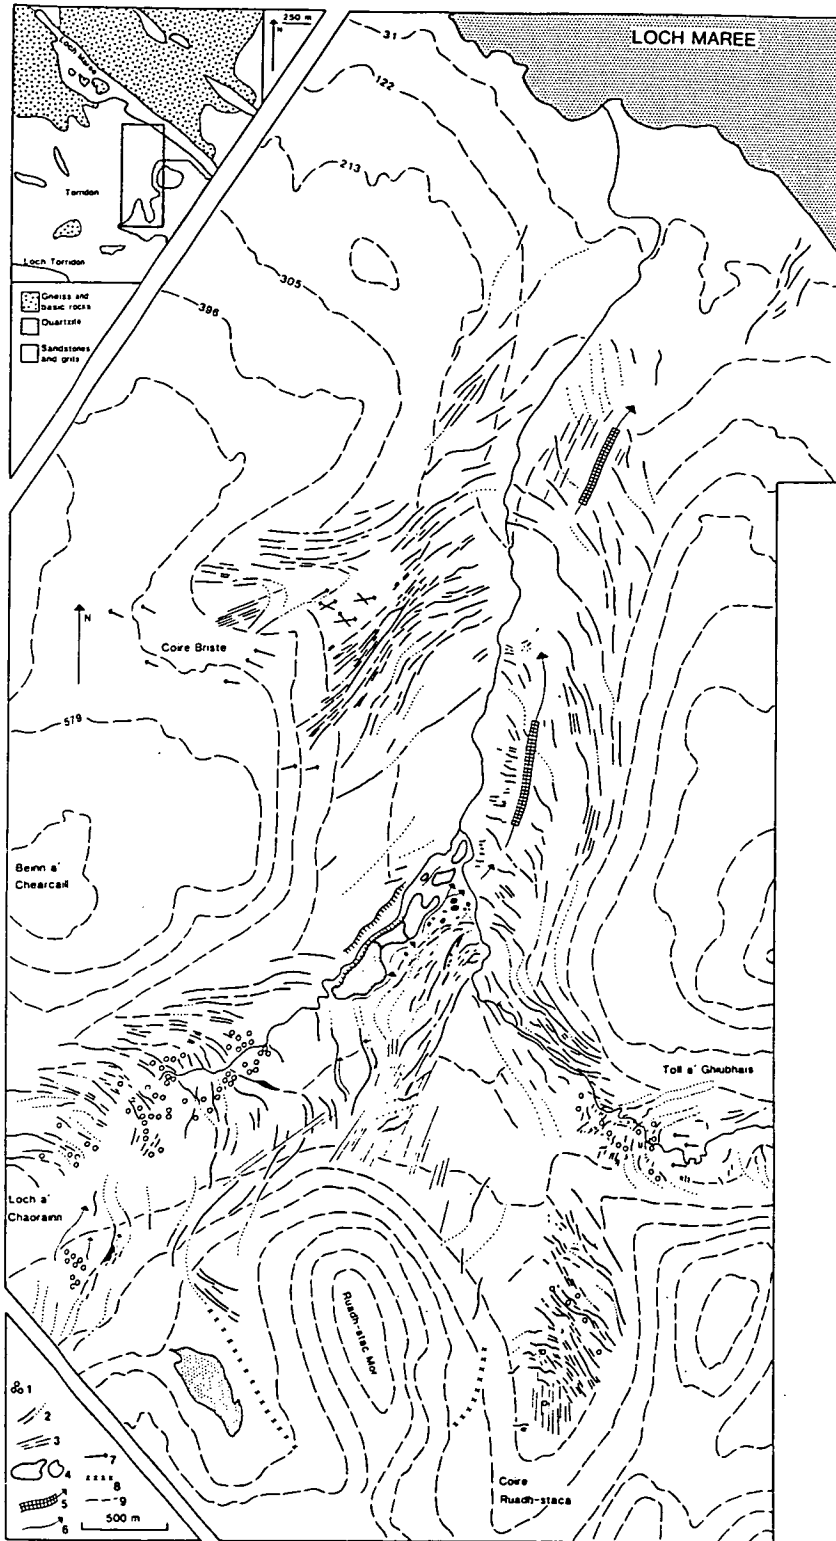 250 m
N
Loch Maree
Torridon
Loch Torridon
Gneiss and
basic rocks
Quartzite
Sandstones
and grits
LOCH MAREE
31
122
213
305
396
Coire Briste
N
579
Beinn a'
Chearcaill
Toll a' Ghiubhais
Loch a'
Chaorainn
Ruadh-stac Mor
Coire
Ruadh-staca
1
2
3
4
5
6
7
8
9
500 m